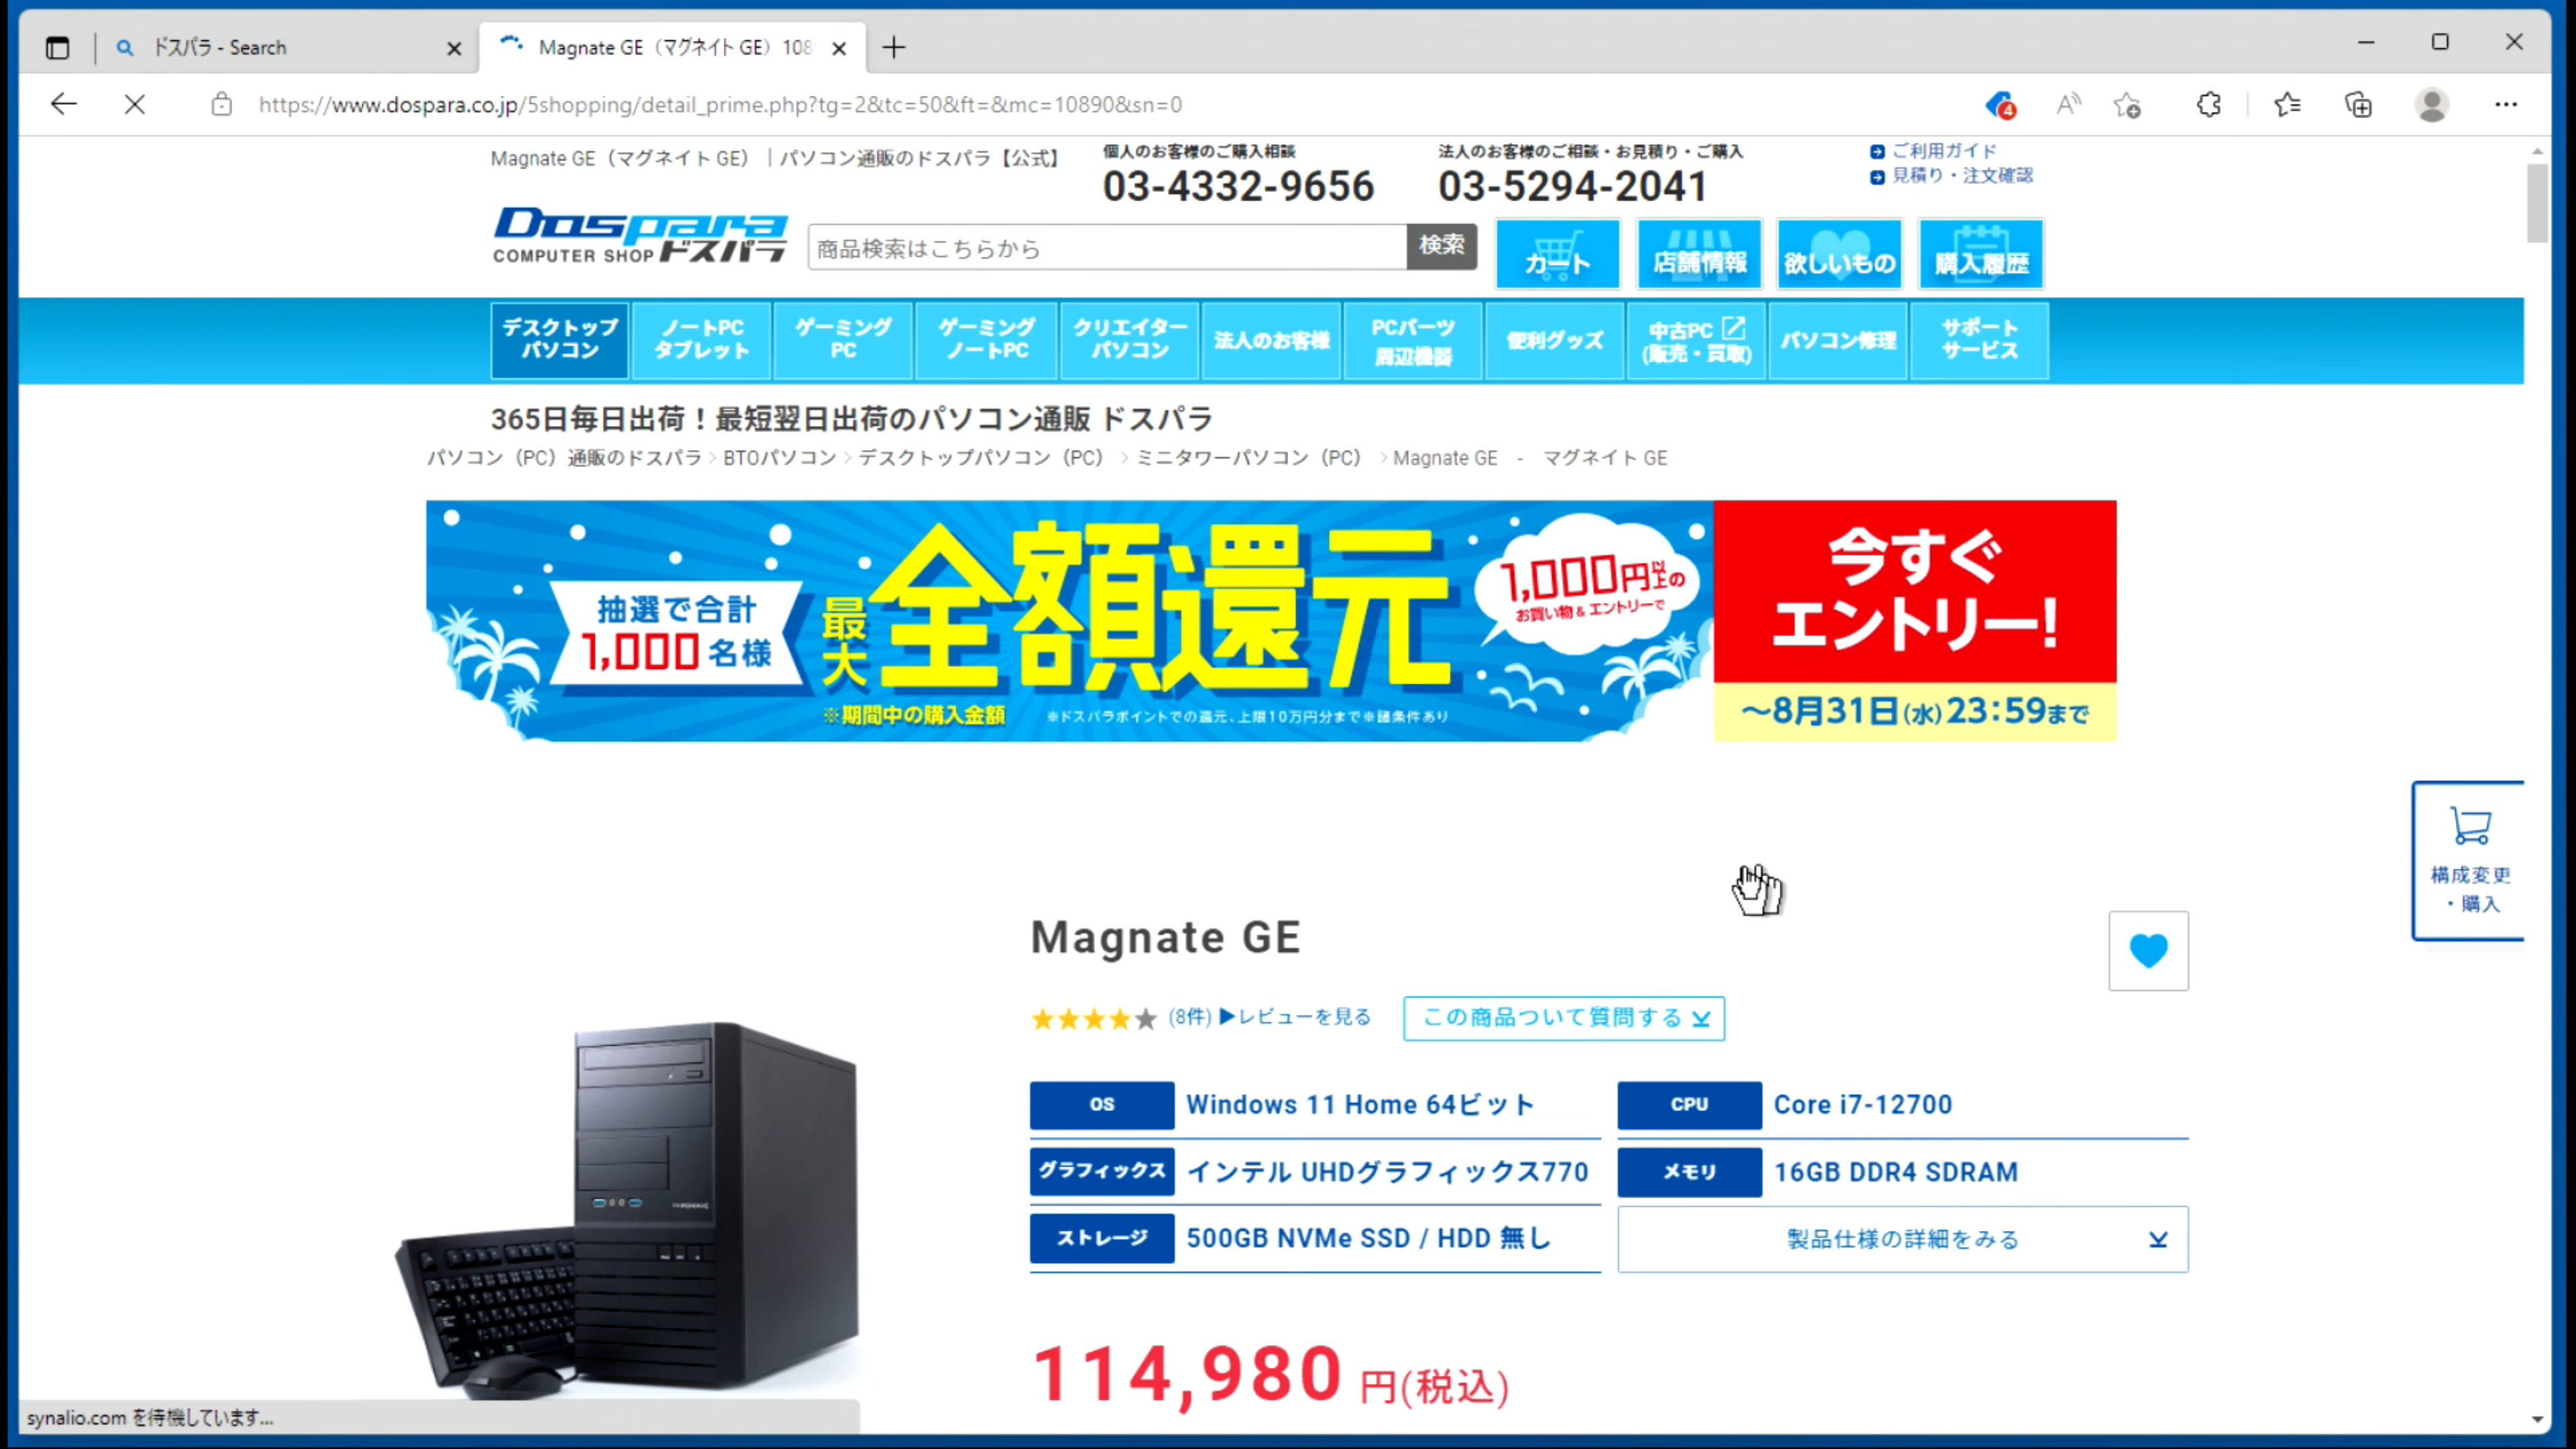 ドスパラ - Search
Magnate GE（マグネイト GE）108
https://www.dospara.co.jp/5shopping/detail_prime.php?tg=2&tc=50&ft=&mc=10890&sn=0
4
Magnate GE（マグネイト GE）｜パソコン通販のドスパラ【公式】
個人のお客様のご購入相談
03-4332-9656
法人のお客様のご相談・お見積り・ご購入
03-5294-2041
ご利用ガイド
見積り・注文確認
Dospara
COMPUTER SHOP ドスパラ
商品検索はこちらから
検索
カート
店舗情報
欲しいもの
購入履歴
デスクトップ
パソコン
ノートPC
タブレット
ゲーミング
PC
ゲーミング
ノートPC
クリエイター
パソコン
法人のお客様
PCパーツ
周辺機器
便利グッズ
中古PC
(販売・買取)
パソコン修理
サポート
サービス
365日毎日出荷！最短翌日出荷のパソコン通販 ドスパラ
パソコン（PC）通販のドスパラ > BTOパソコン > デスクトップパソコン（PC） > ミニタワーパソコン（PC） > Magnate GE - マグネイト GE
抽選で合計
1,000名様
最大
全額還元
※期間中の購入金額
※ドスパラポイントでの還元、上限10万円分まで※諸条件あり
1,000円以上の
お買い物&エントリーで
今すぐ
エントリー!
～8月31日(水)23:59まで
構成変更
・購入
Magnate GE
(8件) ▶レビューを見る
この商品ついて質問する
OS
Windows 11 Home 64ビット
CPU
Core i7-12700
グラフィックス
インテル UHDグラフィックス770
メモリ
16GB DDR4 SDRAM
ストレージ
500GB NVMe SSD / HDD 無し
製品仕様の詳細をみる
114,980 円(税込)
synalio.com を待機しています...